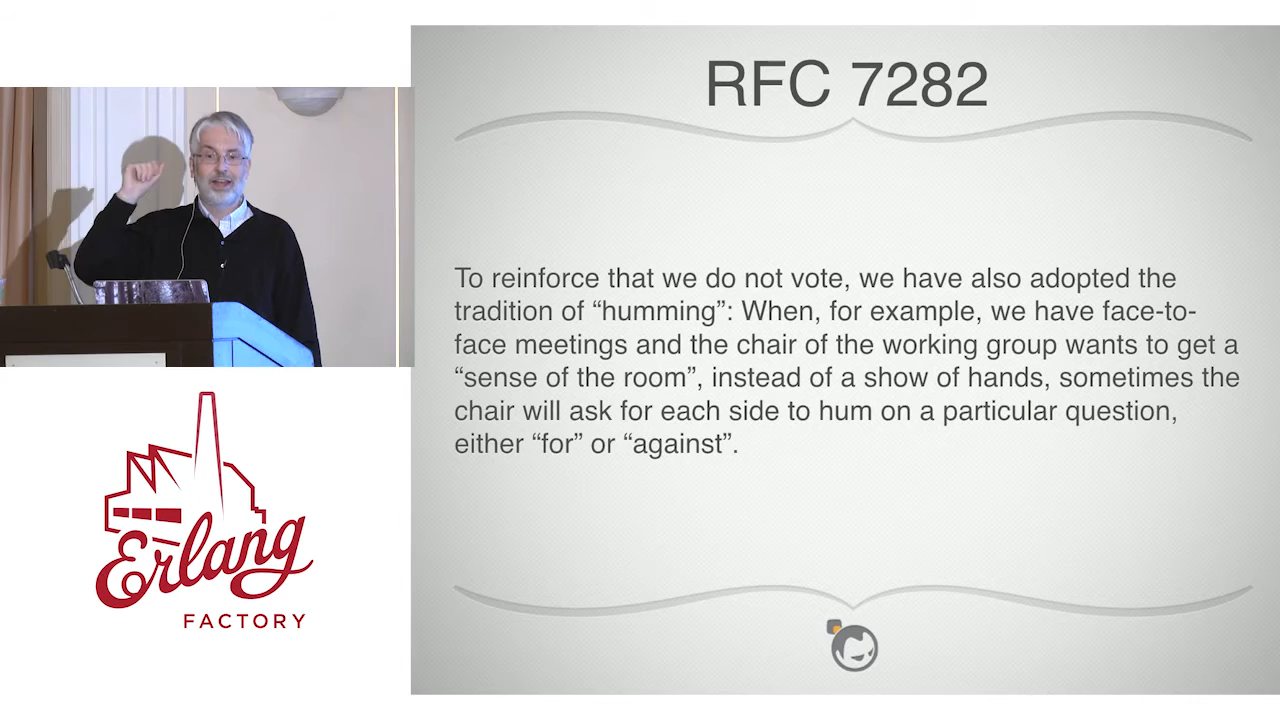 RFC 7282
To reinforce that we do not vote, we have also adopted the
tradition of “humming”: When, for example, we have face-to-
face meetings and the chair of the working group wants to get a
“sense of the room”, instead of a show of hands, sometimes the
chair will ask for each side to hum on a particular question,
either “for” or “against”.
Erlang
FACTORY